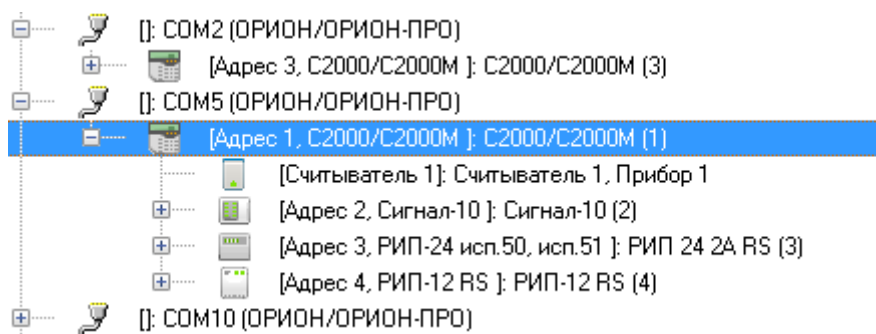 []: COM2 (ОРИОН/ОРИОН-ПРО)
[Адрес 3, С2000/С2000М ]: С2000/С2000М (3)
[]: COM5 (ОРИОН/ОРИОН-ПРО)
[Адрес 1, С2000/С2000М ]: С2000/С2000М (1)
[Считыватель 1]: Считыватель 1, Прибор 1
[Адрес 2, Сигнал-10 ]: Сигнал-10 (2)
[Адрес 3, РИП-24 исп.50, исп.51 ]: РИП 24 2А RS (3)
[Адрес 4, РИП-12 RS ]: РИП-12 RS (4)
[]: COM10 (ОРИОН/ОРИОН-ПРО)